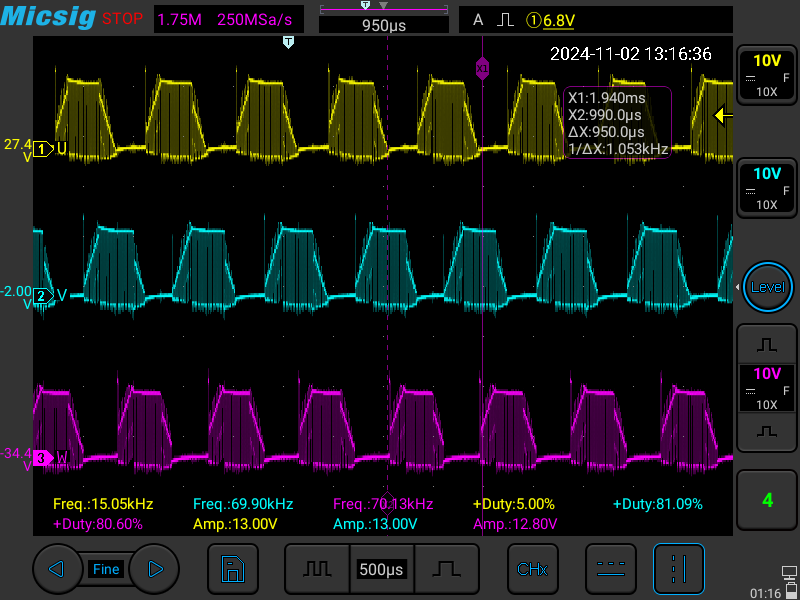 Micsig STOP 1.75M 250MSa/s 950µs A ①6.8V
T
T
2024-11-02 13:16:36
10V
F
10X
X1
X1:1.940ms
X2:990.0µs
ΔX:950.0µs
1/ΔX:1.053kHz
27.4
V
1 U
10V
F
10X
-2.00
V
2 V
Level
10V
F
10X
-34.4
V
3 W
Freq.:15.05kHz Freq.:69.90kHz Freq.:70.13kHz +Duty:5.00% +Duty:81.09%
+Duty:80.60% Amp.:13.00V Amp.:13.00V Amp.:12.80V
4
Fine 500µs CHx
01:16